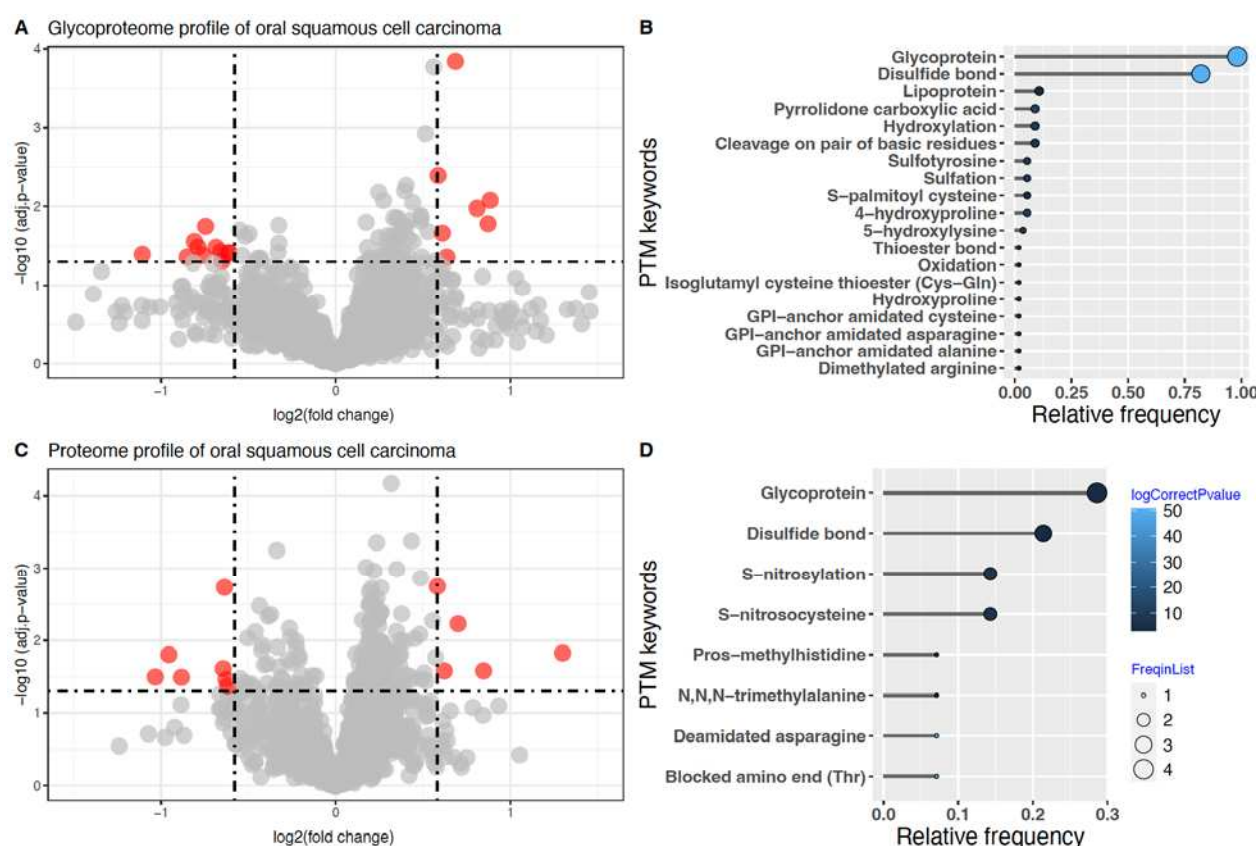 A Glycoproteome profile of oral squamous cell carcinoma
4
3
2
1
0
−log10 (adj.p−value)
−1
0
1
log2(fold change)
B
PTM keywords
Glycoprotein
Disulfide bond
Lipoprotein
Pyrrolidone carboxylic acid
Hydroxylation
Cleavage on pair of basic residues
Sulfotyrosine
Sulfation
S−palmitoyl cysteine
4−hydroxyproline
5−hydroxylysine
Thioester bond
Oxidation
Isoglutamyl cysteine thioester (Cys−Gln)
Hydroxyproline
GPI−anchor amidated cysteine
GPI−anchor amidated asparagine
GPI−anchor amidated alanine
Dimethylated arginine
0.00 0.25 0.50 0.75 1.00
Relative frequency
C Proteome profile of oral squamous cell carcinoma
4
3
2
1
0
−log10 (adj.p−value)
−1
0
1
log2(fold change)
D
PTM keywords
Glycoprotein
Disulfide bond
S−nitrosylation
S−nitrosocysteine
Pros−methylhistidine
N,N,N−trimethylalanine
Deamidated asparagine
Blocked amino end (Thr)
0.0 0.1 0.2 0.3
Relative frequency
logCorrectPvalue
50
40
30
20
10
FreqinList
1
2
3
4